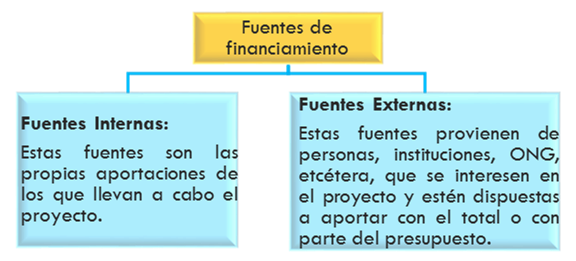 Fuentes de
financiamiento
Fuentes Internas:
Estas fuentes son las
propias aportaciones de
los que llevan a cabo el
proyecto.
Fuentes Externas:
Estas fuentes provienen de
personas, instituciones, ONG,
etcétera, que se interesen en
el proyecto y estén dispuestas
a aportar con el total o con
parte del presupuesto.